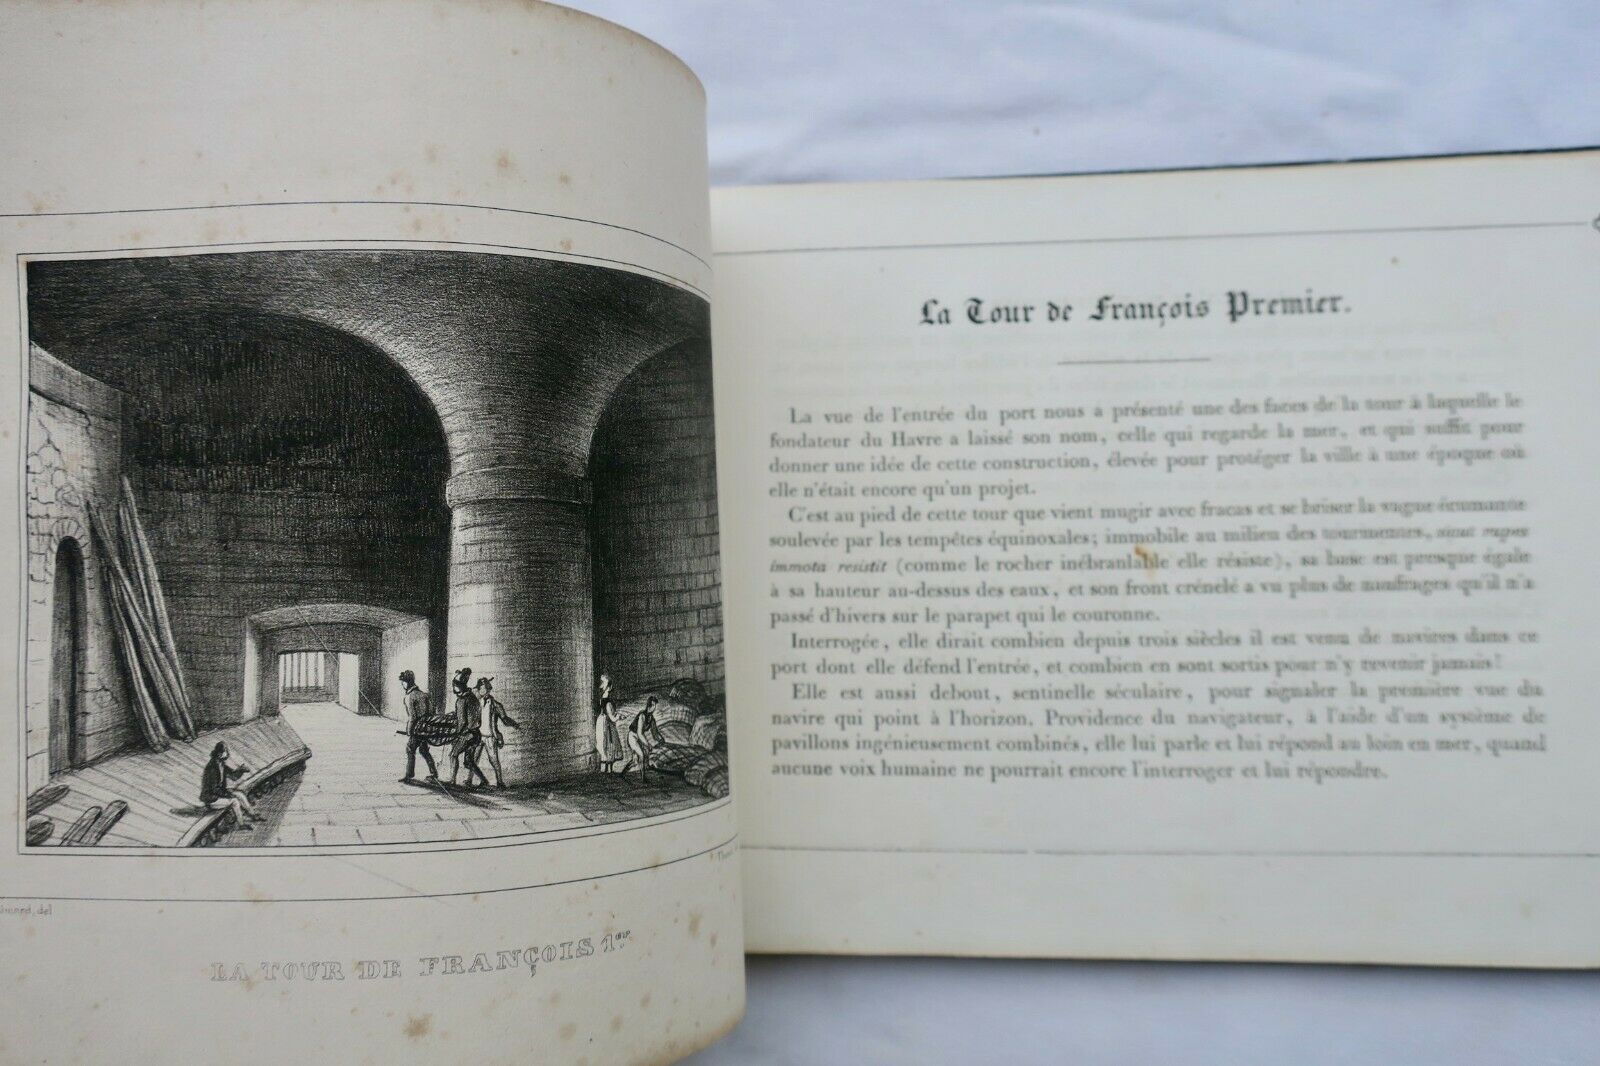 mard, del
LA TOUR DE FRANÇOIS 1.er
La Tour de François Premier.
La vue de l'entrée du port nous a présenté une des faces de la tour à laquelle le
fondateur du Havre a laissé son nom, celle qui regarde la mer, et qui suffit pour
donner une idée de cette construction, élevée pour protéger la ville à une époque où
elle n'était encore qu'un projet.
C'est au pied de cette tour que vient mugir avec fracas et se briser la vague écumante
soulevée par les tempêtes équinoxales; immobile au milieu des tourmentes, sicut rupes
immota resistit (comme le rocher inébranlable elle résiste), sa base est presque égale
à sa hauteur au-dessus des eaux, et son front crénelé a vu plus de naufrages qu'il n'a
passé d'hivers sur le parapet qui le couronne.
Interrogée, elle dirait combien depuis trois siècles il est venu de navires dans ce
port dont elle défend l'entrée, et combien en sont sortis pour n'y revenir jamais!
Elle est aussi debout, sentinelle séculaire, pour signaler la première vue du
navire qui point à l'horizon. Providence du navigateur, à l'aide d'un système de
pavillons ingénieusement combinés, elle lui parle et lui répond au loin en mer, quand
aucune voix humaine ne pourrait encore l'interroger et lui répondre.